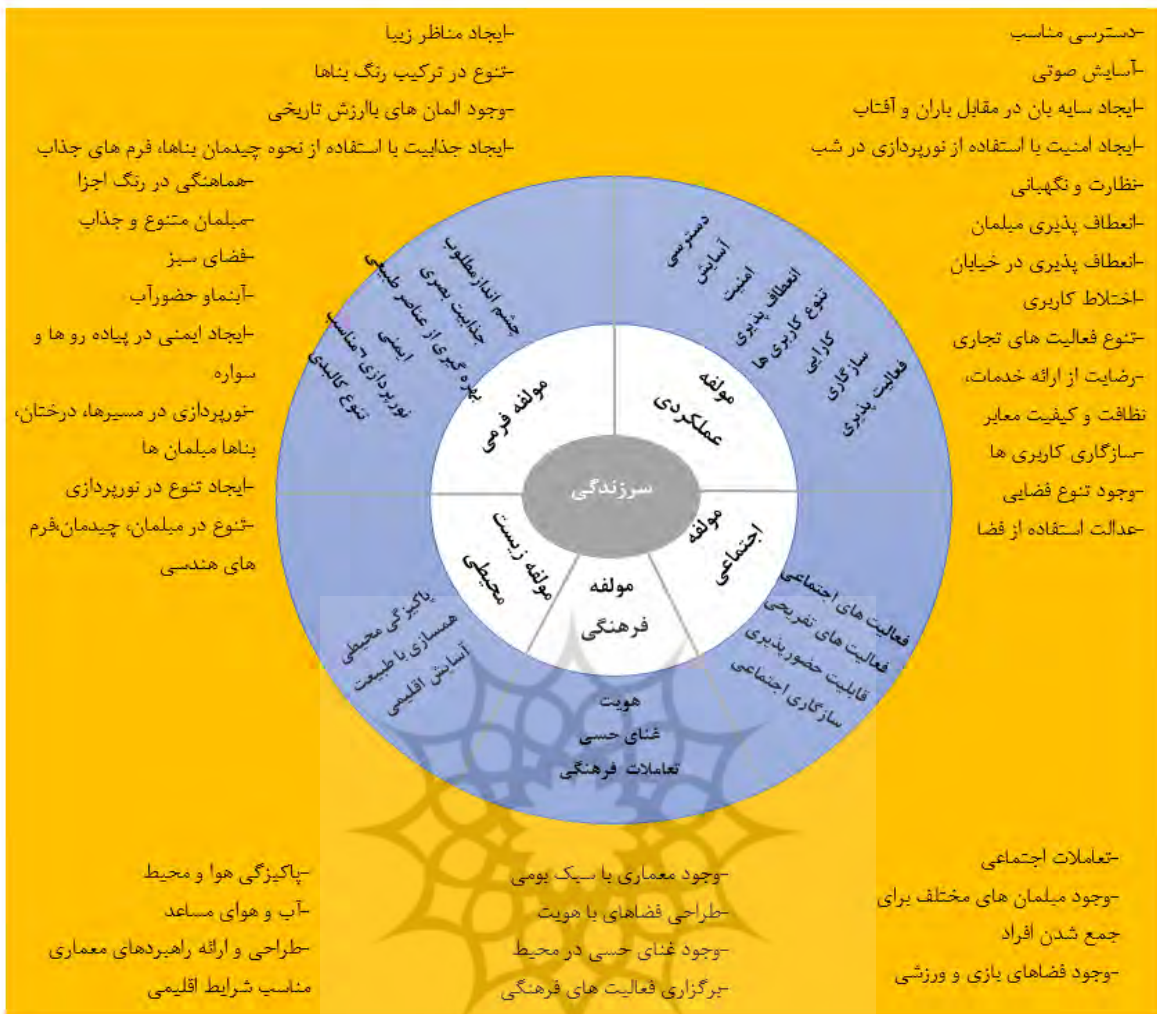 -دسترسی مناسب
-آسایش صوتی
-ایجاد سایه بان در مقابل باران و آفتاب
-ایجاد امنیت با استفاده از نورپردازی در شب
-نظارت و نگهبانی
-انعطاف پذیری مبلمان
-انعطاف پذیری در خیابان
-اختلاط کاربری
-تنوع فعالیت های تجاری
-رضایت از ارائه خدمات،
نظافت و کیفیت معابر
-سازگاری کاربری ها
-وجود تنوع فضایی
-عدالت استفاده از فضا
-ایجاد مناظر زیبا
-تنوع در ترکیب رنگ بناها
-وجود المان های باارزش تاریخی
-ایجاد جذابیت با استفاده از نحوه چیدمان بناها، فرم های جذاب
-هماهنگی در رنگ اجزا
-مبلمان متنوع و جذاب
-فضای سبز
-آبنماو حضورآب
-ایجاد ایمنی در پیاده رو ها و
سواره
-نورپردازی در مسیرها، درختان،
بناها مبلمان ها
-ایجاد تنوع در نورپردازی
-تنوع در مبلمان، چیدمان،فرم
های هندسی
دسترسی
آسایش
امنیت
انعطاف پذیری
تنوع کاربری ها
کارایی
سازگاری
فعالیت پذیری
چشم اندازمطلوب
جذابیت بصری
بهره گیری از عناصر طبیعی
ایمنی
نورپردازی مناسب
تنوع کالبدی
مولفه
عملکردی
مولفه فرمی
سرزندگی
مولفه
اجتماعی
مولفه
فرهنگی
مولفه زیست
محیطی
فعالیت های اجتماعی
فعالیت های تفریحی
قابلیت حضورپذیری
سازگاری اجتماعی
هویت
غنای حسی
تعاملات فرهنگی
پاکیزگی محیطی
همسازی با طبیعت
آسایش اقلیمی
-تعاملات اجتماعی
-وجود مبلمان های مختلف برای
جمع شدن افراد
-وجود فضاهای بازی و ورزشی
-وجود معماری با سبک بومی
-طراحی فضاهای با هویت
-وجود غنای حسی در محیط
-برگزاری فعالیت های فرهنگی
-پاکیزگی هوا و محیط
-آب و هوای مساعد
-طراحی و ارائه راهبردهای معماری
مناسب شرایط اقلیمی